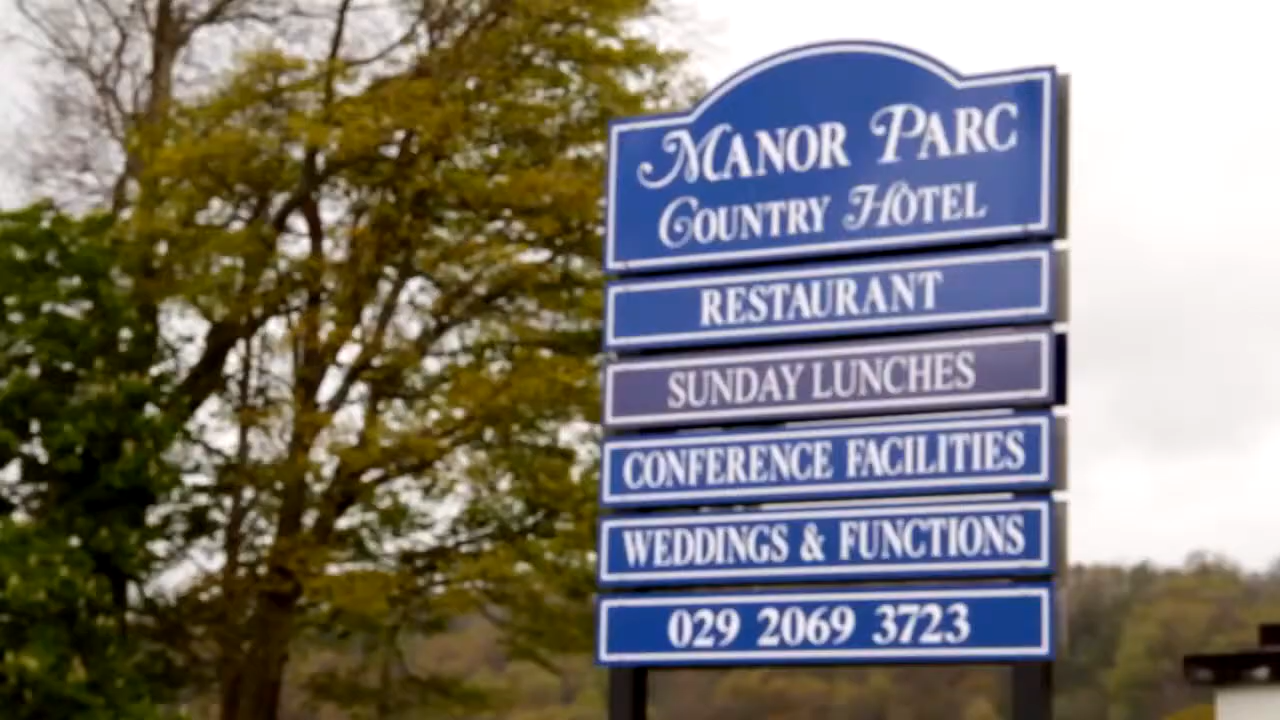 MANOR PARC
COUNTRY HOTEL
RESTAURANT
SUNDAY LUNCHES
CONFERENCE FACILITIES
WEDDINGS & FUNCTIONS
029 2069 3723